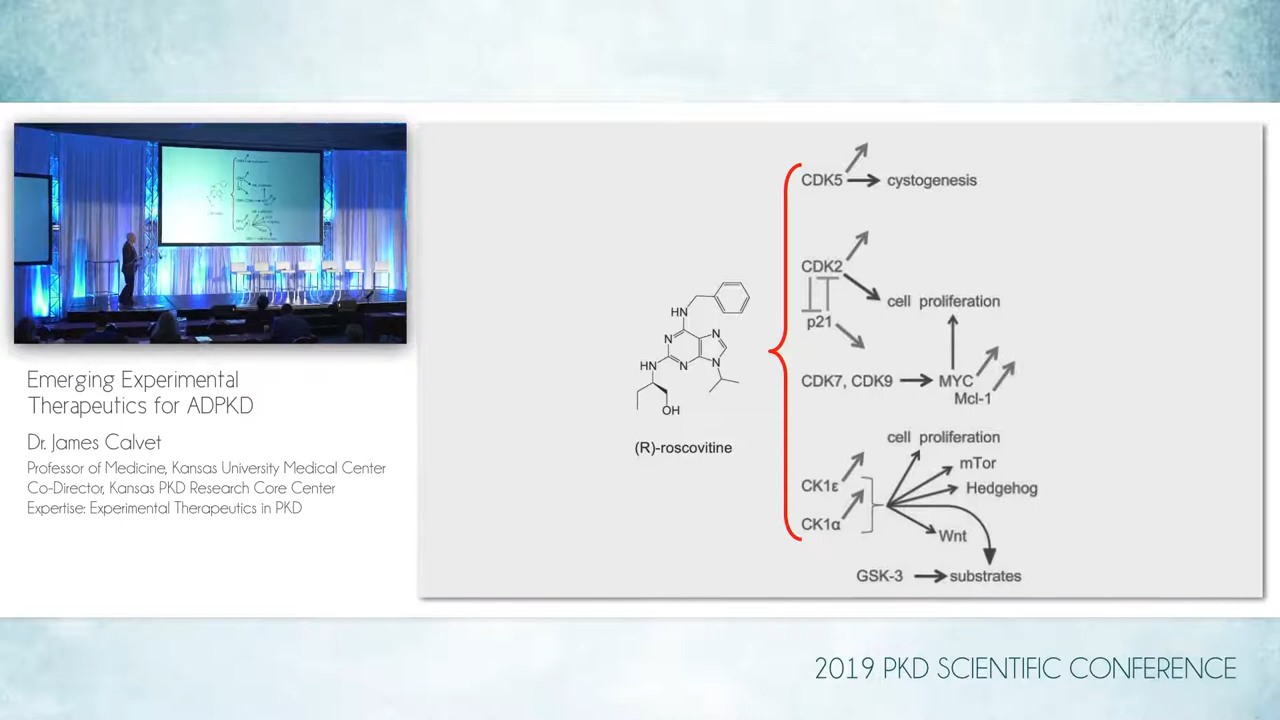 Emerging Experimental
Therapeutics for ADPKD
Dr. James Calvet
Professor of Medicine, Kansas University Medical Center
Co-Director, Kansas PKD Research Core Center
Expertise: Experimental Therapeutics in PKD
HN
N
N
N
N
HN
OH
(R)-roscovitine
CDK5
cystogenesis
CDK2
cell proliferation
p21
CDK7, CDK9
MYC
Mcl-1
cell proliferation
mTor
CK1ε
Hedgehog
CK1α
Wnt
GSK-3
substrates
2019 PKD SCIENTIFIC CONFERENCE